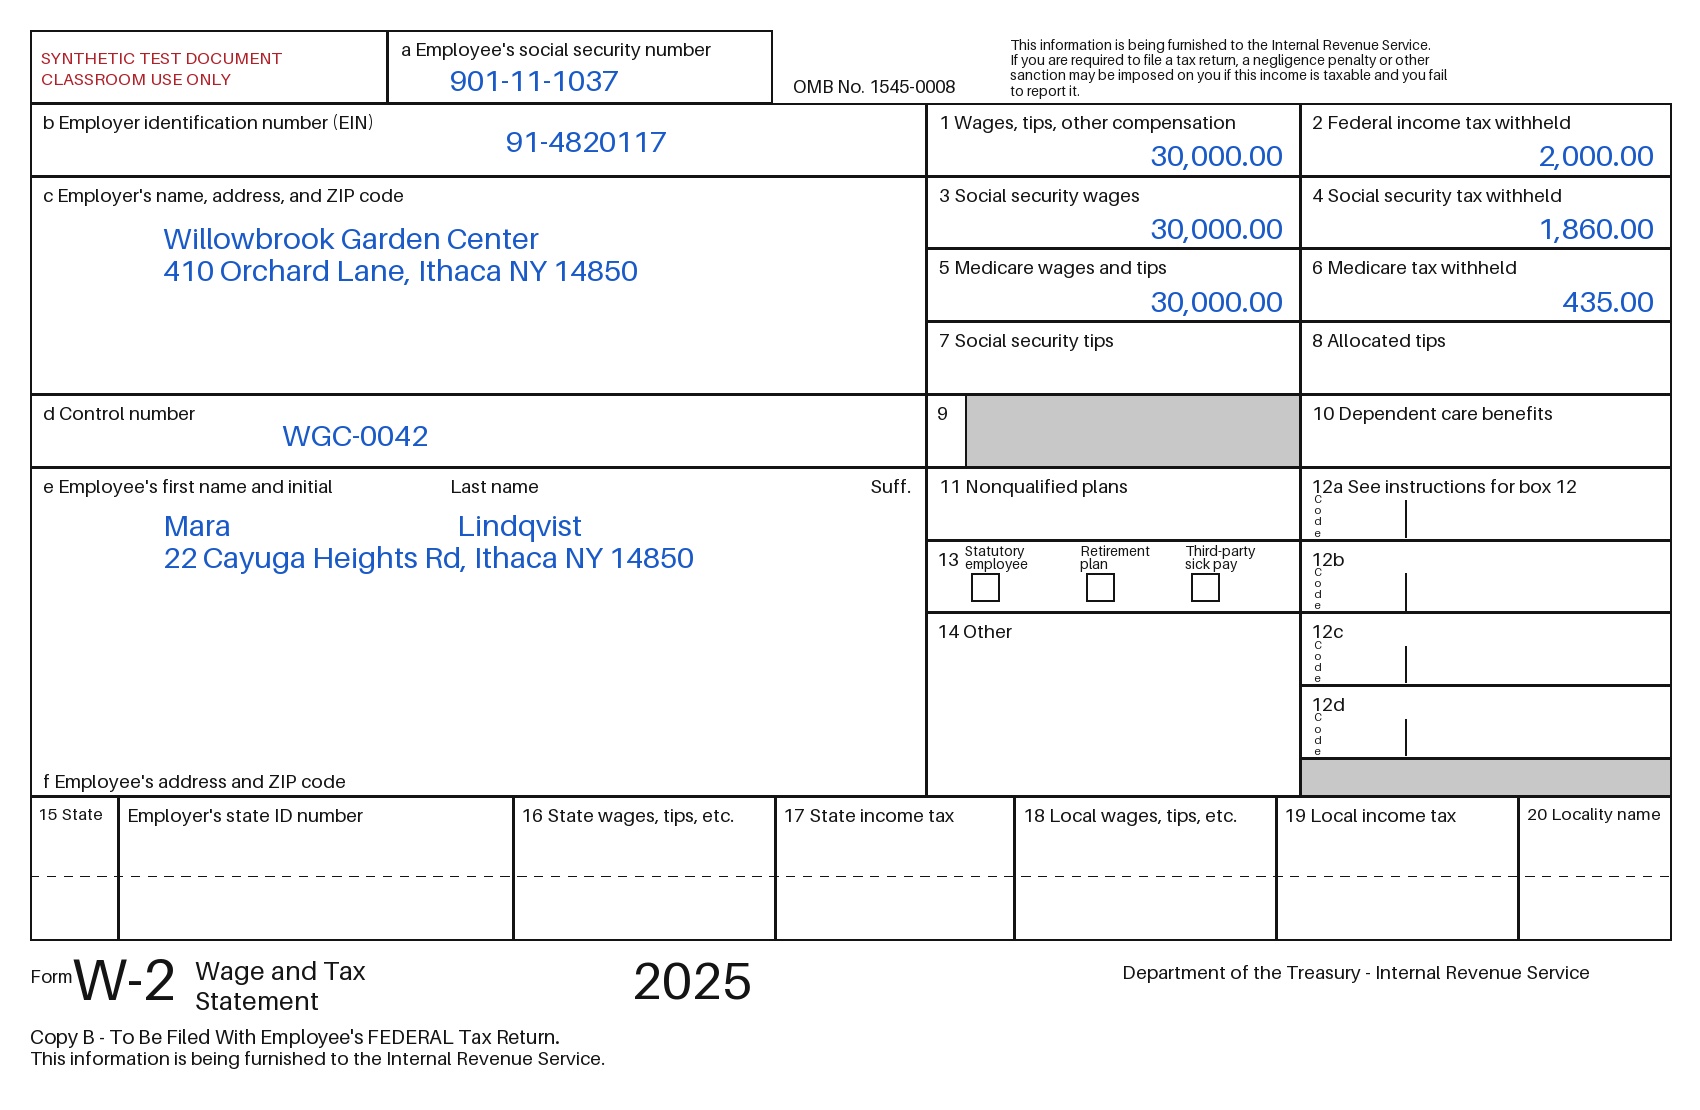 SYNTHETIC TEST DOCUMENT
CLASSROOM USE ONLY
a Employee's social security number
901-11-1037
OMB No. 1545-0008
This information is being furnished to the Internal Revenue Service.
If you are required to file a tax return, a negligence penalty or other
sanction may be imposed on you if this income is taxable and you fail
to report it.
b Employer identification number (EIN)
91-4820117
1 Wages, tips, other compensation
30,000.00
2 Federal income tax withheld
2,000.00
c Employer's name, address, and ZIP code
Willowbrook Garden Center
410 Orchard Lane, Ithaca NY 14850
3 Social security wages
30,000.00
4 Social security tax withheld
1,860.00
5 Medicare wages and tips
30,000.00
6 Medicare tax withheld
435.00
7 Social security tips
8 Allocated tips
d Control number
WGC-0042
9
10 Dependent care benefits
e Employee's first name and initial
Last name
Suff.
Mara
Lindqvist
22 Cayuga Heights Rd, Ithaca NY 14850
f Employee's address and ZIP code
11 Nonqualified plans
12a See instructions for box 12
Code
13
Statutory
employee
Retirement
plan
Third-party
sick pay
12b
Code
14 Other
12c
Code
12d
Code
15 State
Employer's state ID number
16 State wages, tips, etc.
17 State income tax
18 Local wages, tips, etc.
19 Local income tax
20 Locality name
Form W-2
Wage and Tax
Statement
2025
Department of the Treasury - Internal Revenue Service
Copy B - To Be Filed With Employee's FEDERAL Tax Return.
This information is being furnished to the Internal Revenue Service.